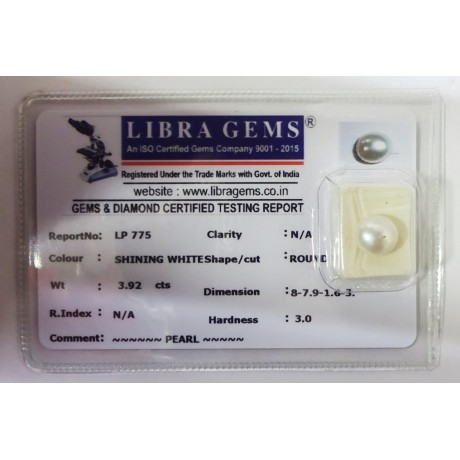 LIBRA GEMS ®
An ISO Certified Gems Company 9001 - 2015
Registered Under the Trade Marks with Govt. of India
website : www.libragems.co.in
GEMS & DIAMOND CERTIFIED TESTING REPORT
ReportNo: LP 775 Clarity : N/A
Colour : SHINING WHITE Shape/cut : ROUND
Wt : 3.92 cts Dimension : 8-7.9-1.6-3.
R.Index : N/A Hardness : 3.0
Comment: ~~~~~~ PEARL ~~~~~